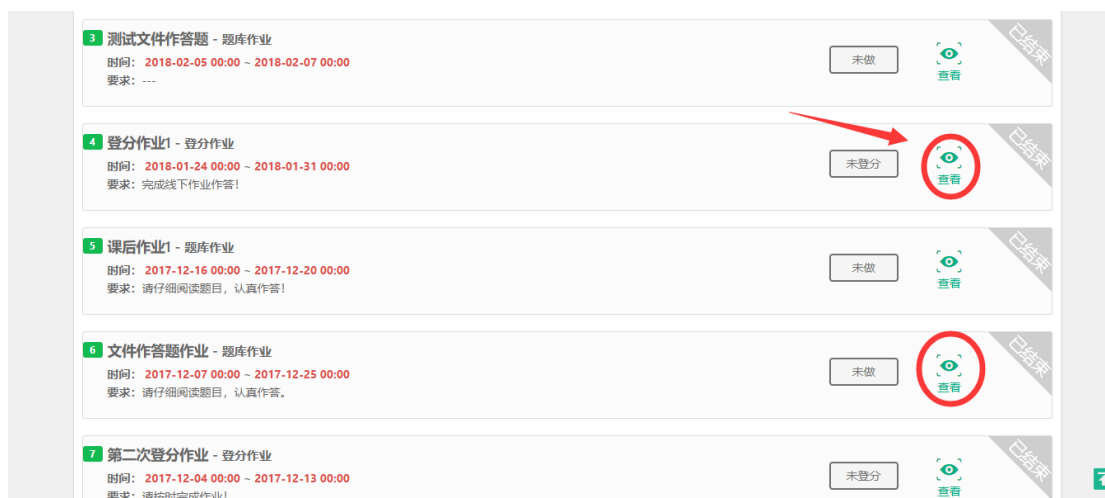 3 测试文件作答题 - 题库作业
已结束
时间： 2018-02-05 00:00 ~ 2018-02-07 00:00
未做
要求： ---
查看
4 登分作业1 - 登分作业
已结束
时间： 2018-01-24 00:00 ~ 2018-01-31 00:00
未登分
要求：完成线下作业作答！
查看
5 课后作业1 - 题库作业
已结束
时间： 2017-12-16 00:00 ~ 2017-12-20 00:00
未做
要求：请仔细阅读题目，认真作答！
查看
6 文件作答题作业 - 题库作业
已结束
时间： 2017-12-07 00:00 ~ 2017-12-25 00:00
未做
要求：请仔细阅读题目，认真作答。
查看
7 第二次登分作业 - 登分作业
已结束
时间： 2017-12-04 00:00 ~ 2017-12-13 00:00
未登分
要求：请按时完成作业！
查看